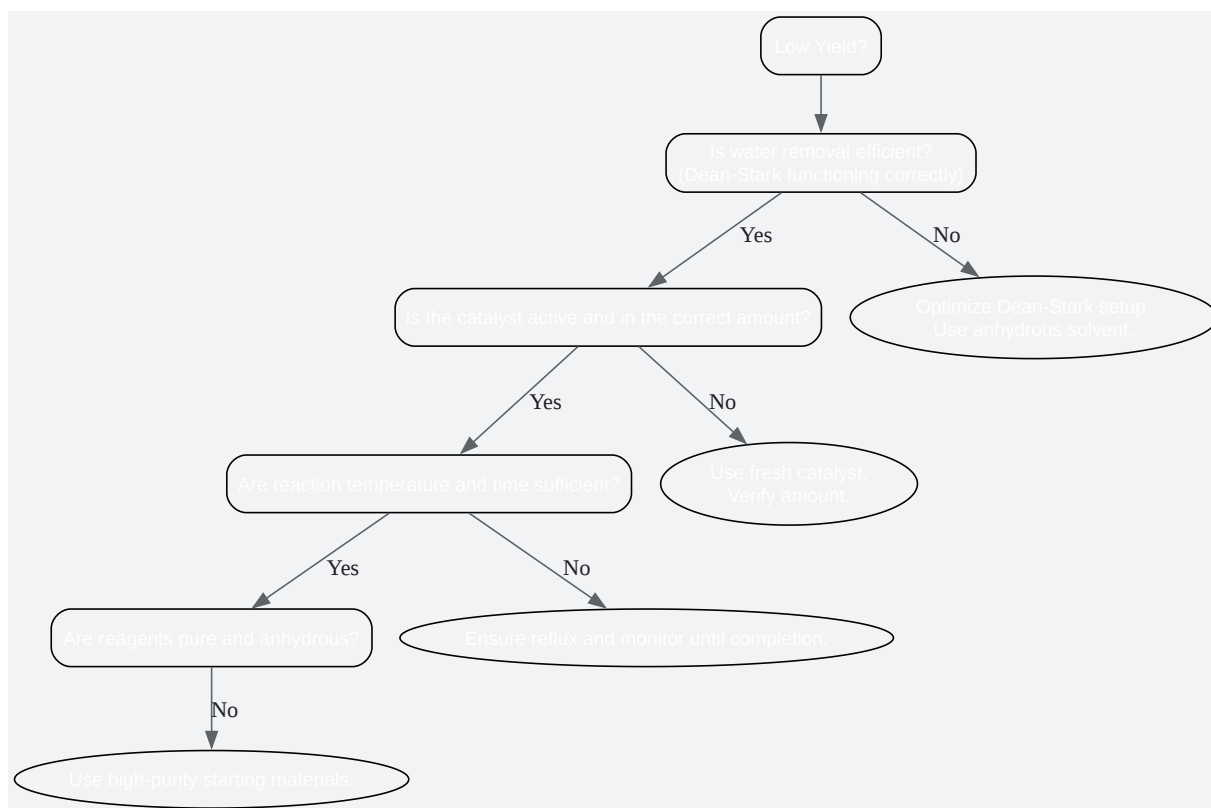 Low Yield?
Is water removal efficient?
(Dean-Stark functioning correctly)
Yes
No
Is the catalyst active and in the correct amount?
Optimize Dean-Stark setup.
Use anhydrous solvent.
Yes
No
Are reaction temperature and time sufficient?
Use fresh catalyst.
Verify amount.
Yes
No
Are reagents pure and anhydrous?
Ensure reflux and monitor until completion.
No
Use high-purity starting materials.